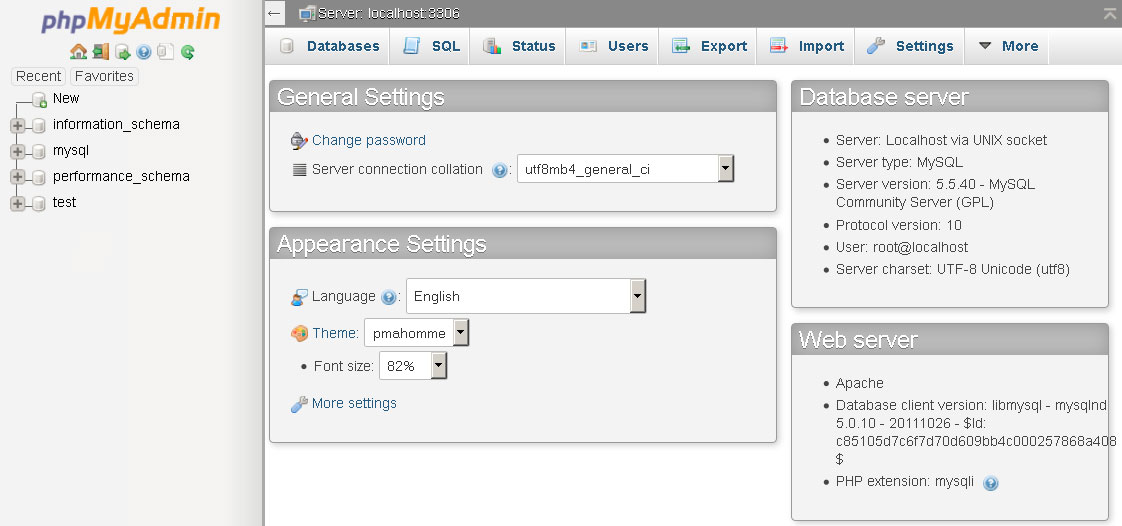 phpMyAdmin
Recent Favorites
New
information_schema
mysql
performance_schema
test
Server: localhost:3306
Databases SQL Status Users Export Import Settings More
General Settings
Change password
Server connection collation : utf8mb4_general_ci
Appearance Settings
Language : English
Theme: pmahomme
Font size: 82%
More settings
Database server
Server: Localhost via UNIX socket
Server type: MySQL
Server version: 5.5.40 - MySQL
Community Server (GPL)
Protocol version: 10
User: root@localhost
Server charset: UTF-8 Unicode (utf8)
Web server
Apache
Database client version: libmysql - mysqlnd
5.0.10 - 20111026 - $Id:
c85105d7c6f7d70d609bb4c000257868a408
$
PHP extension: mysqli